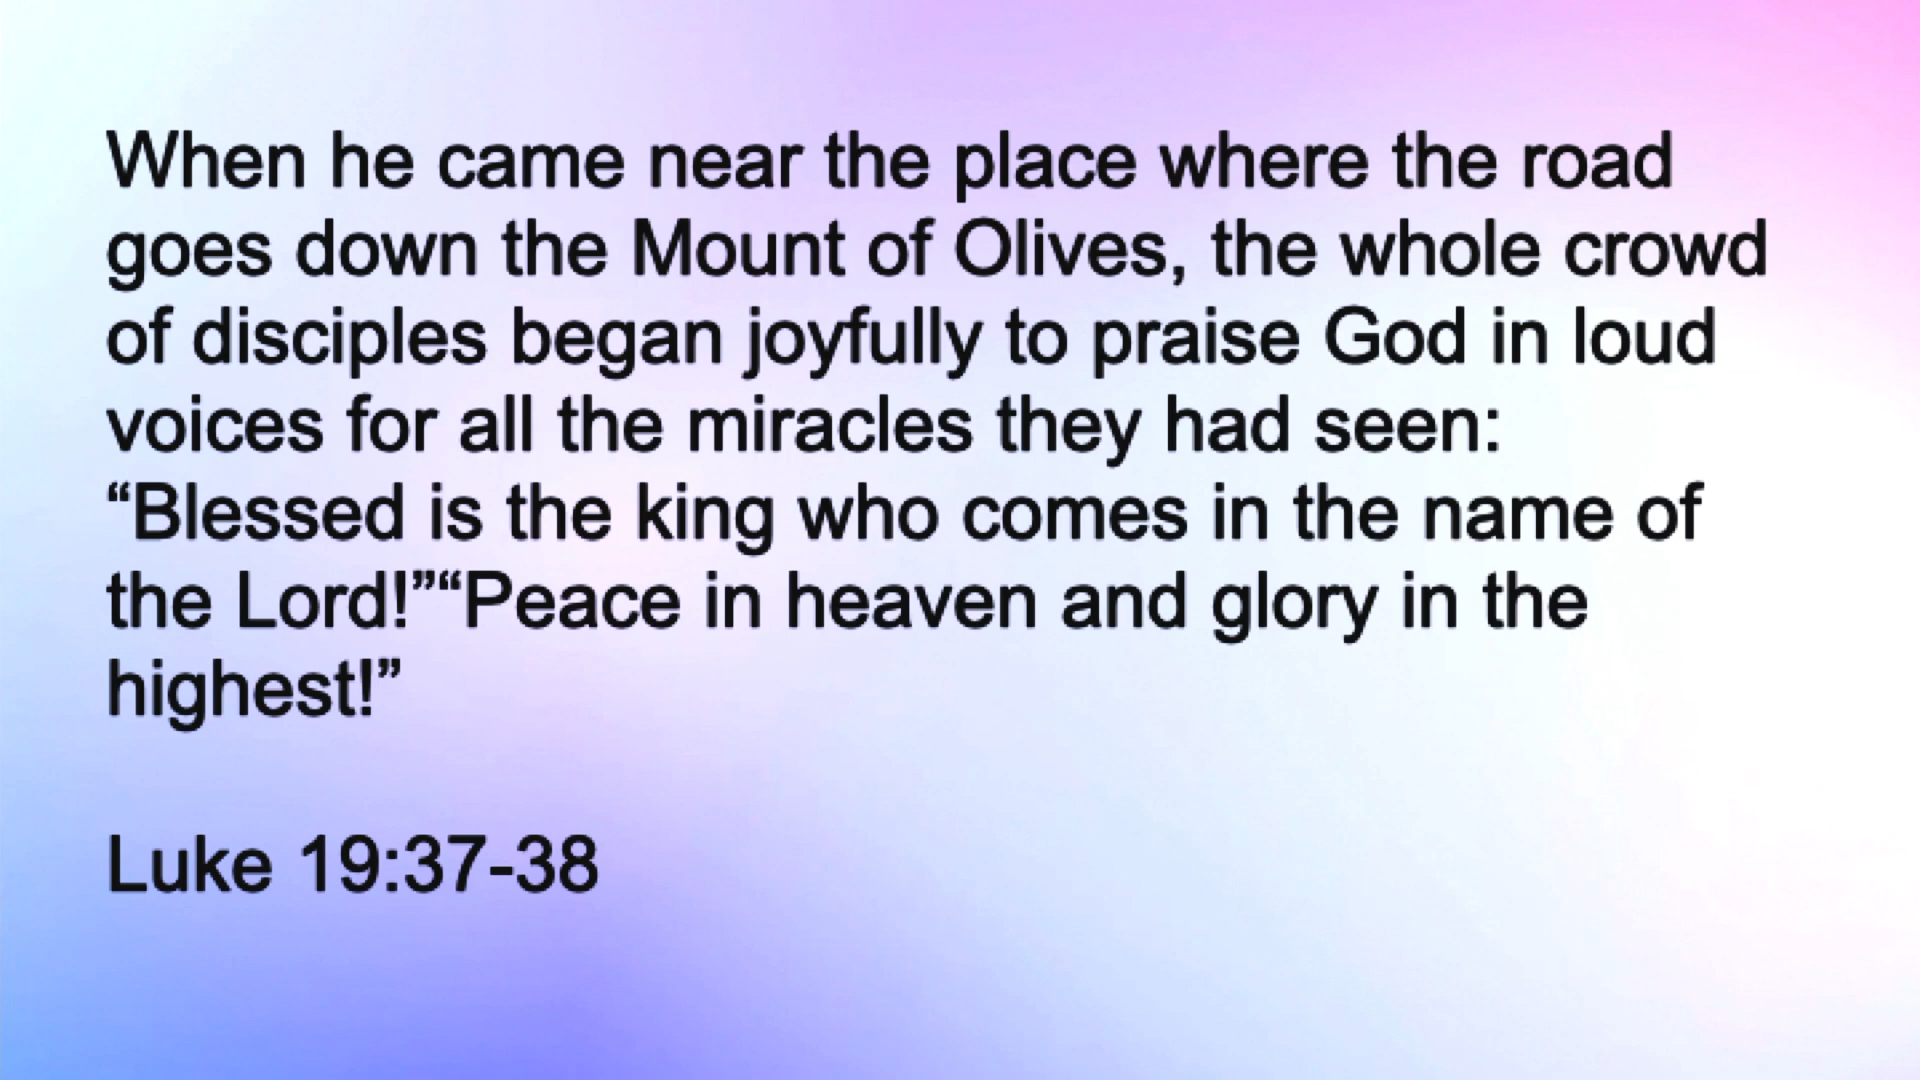 When he came near the place where the road
goes down the Mount of Olives, the whole crowd
of disciples began joyfully to praise God in loud
voices for all the miracles they had seen:
“Blessed is the king who comes in the name of
the Lord!”“Peace in heaven and glory in the
highest!”
Luke 19:37-38